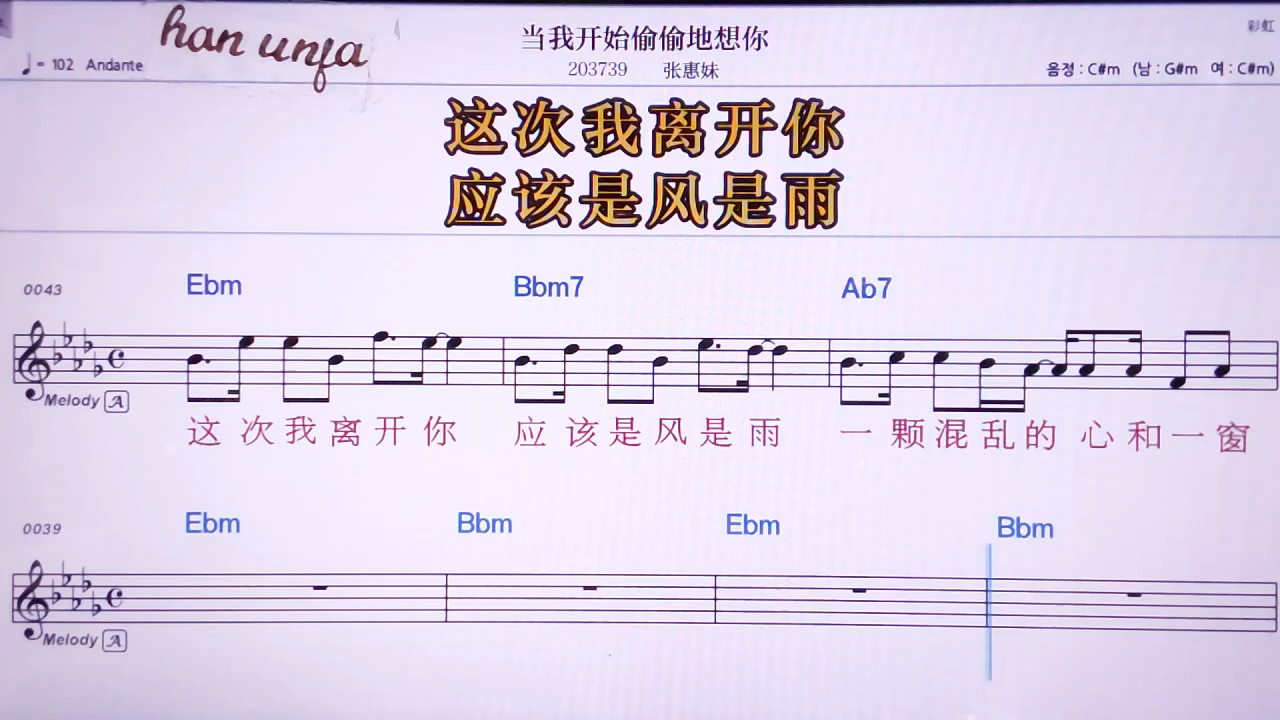 han unfa
当我开始偷偷地想你
彩虹
♩= 102 Andante
203739 张惠妹
음정 : C#m (남 : G#m 여 : C#m)
这次我离开你
应该是风是雨
0043
Ebm Bbm7 Ab7
Melody A
这次我离开你 应该是风是雨 一颗混乱的心和一窗
0039
Ebm Bbm Ebm Bbm
Melody A